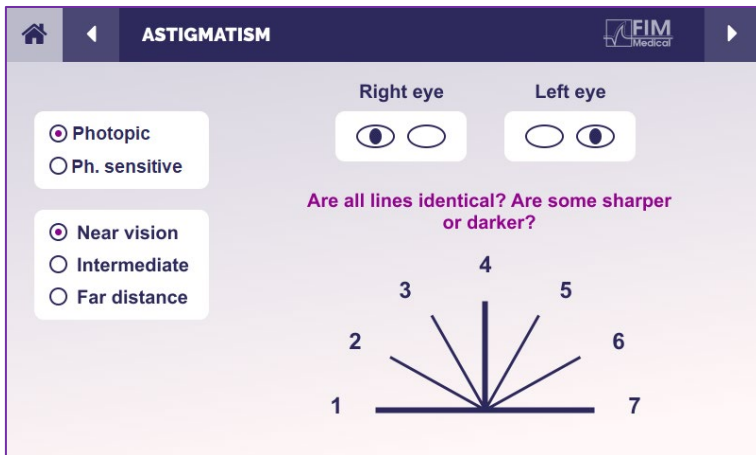 ASTIGMATISM
FIM
Medical
Right eye
Left eye
Photopic
Ph. sensitive
Near vision
Intermediate
Far distance
Are all lines identical? Are some sharper
or darker?
4
3
5
2
6
1
7